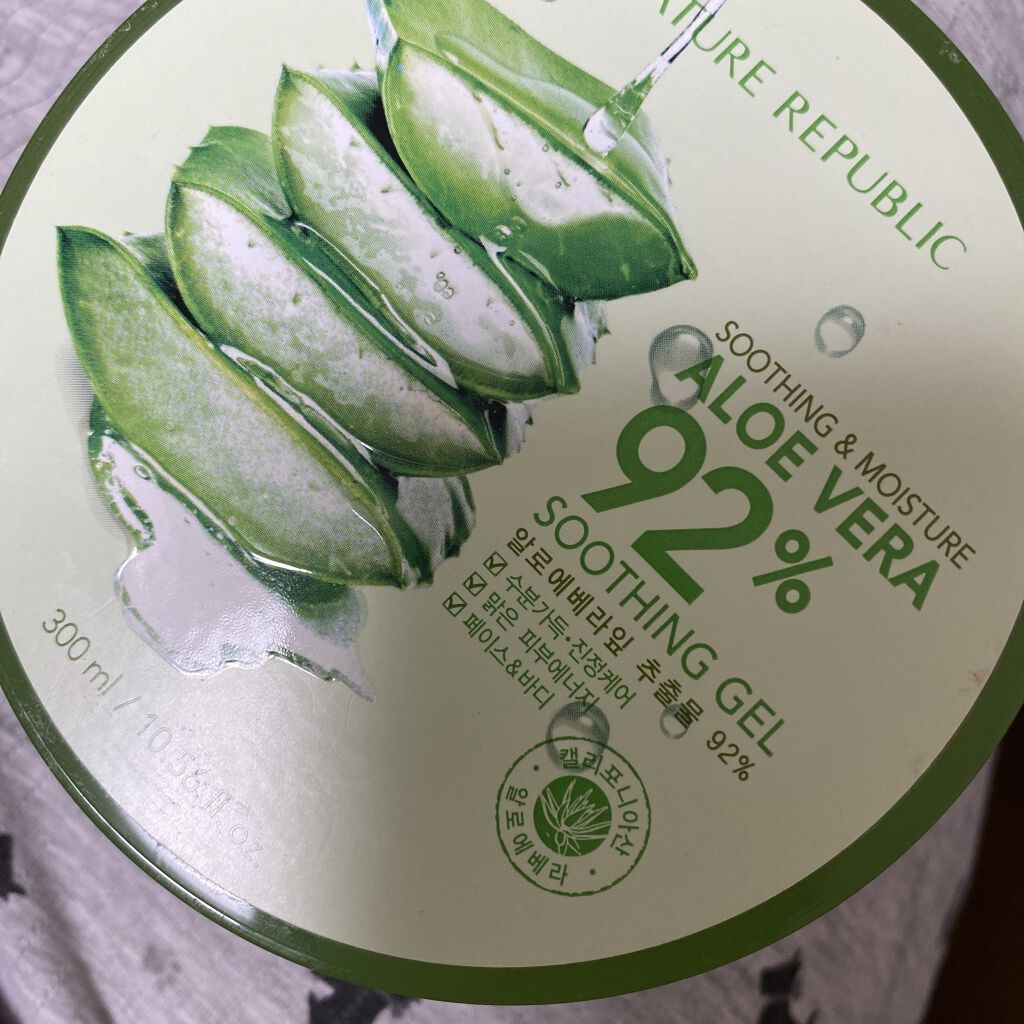 NATURE REPUBLIC
SOOTHING & MOISTURE
ALOE VERA
92%
SOOTHING GEL
알로에베라잎 추출물 92%
☑ 수분가득·진정케어
☑ 맑은 피부에너지
☑ 페이스&바디
캘리포니아산
알로에베라
300 ml / 10.56 fl oz.